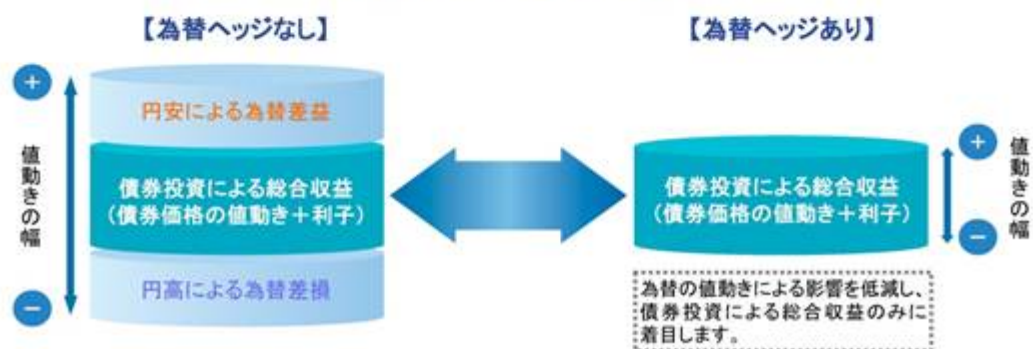 【為替ヘッジなし】
円安による為替差益
債券投資による総合収益
(債券価格の値動き+利子)
円高による為替差損
+
値動きの幅
−
【為替ヘッジあり】
債券投資による総合収益
(債券価格の値動き+利子)
+
値動きの幅
−
為替の値動きによる影響を低減し、
債券投資による総合収益のみに
着目します。